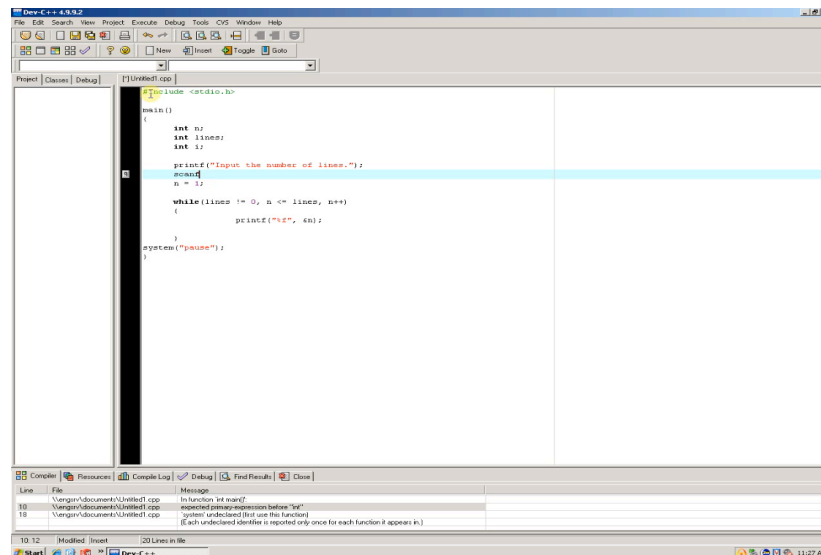 Dev-C++ 4.9.9.2
File Edit Search View Project Execute Debug Tools CVS Window Help
New Insert Toggle Goto
Project Classes Debug [*] Untitled1.cpp
#include <stdio.h>
main()
{
int n;
int lines;
int i;
printf("Input the number of lines.");
scanf
n = 1;
while(lines != 0, n <= lines, n++)
{
printf("%f", &n);
}
system("pause");
}
Compiler Resources Compile Log Debug Find Results Close
Line File Message
\\engsrv\documents\Untitled1.cpp In function `int main()':
10 \\engsrv\documents\Untitled1.cpp expected primary-expression before "int"
18 \\engsrv\documents\Untitled1.cpp `system' undeclared (first use this function)
(Each undeclared identifier is reported only once for each function it appears in.)
10: 12 Modified Insert 20 Lines in file
Start Dev-C++ 11:27 A